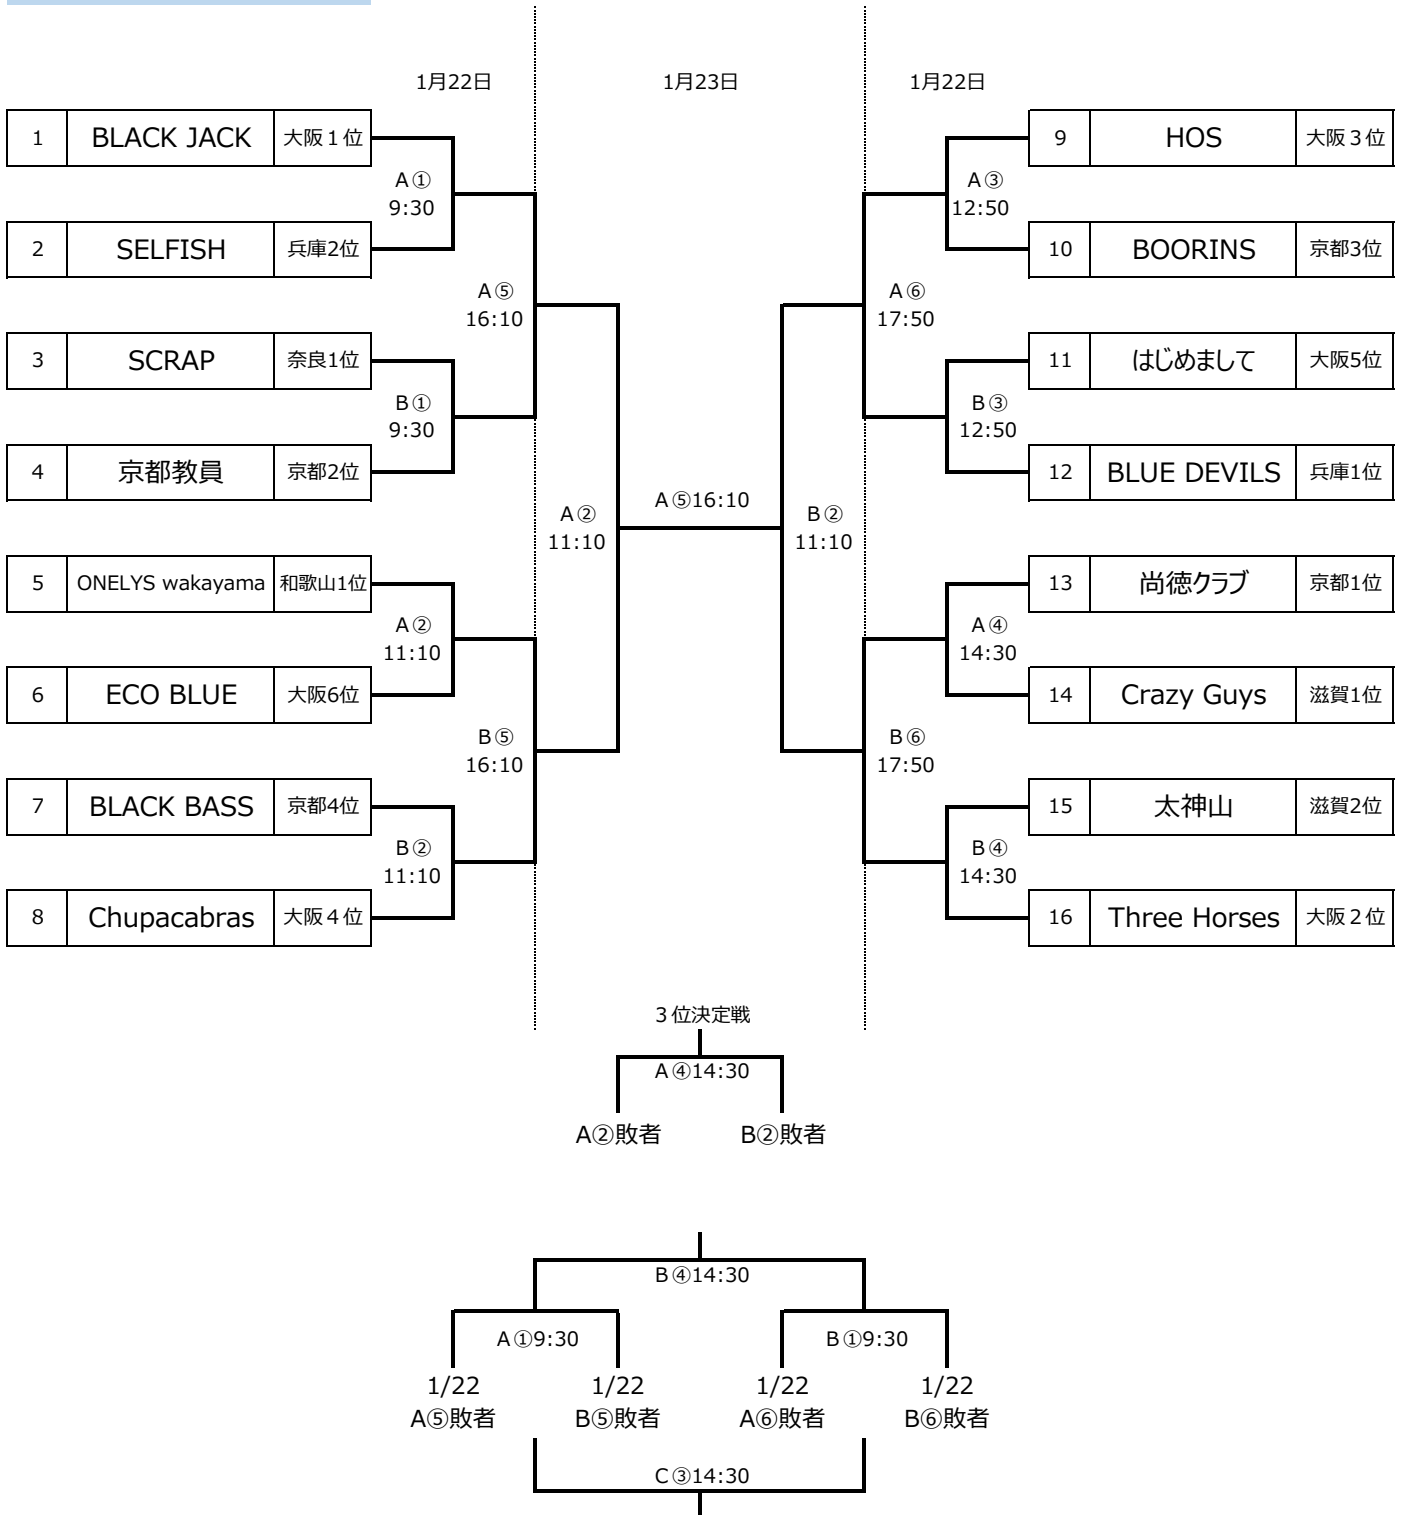 1月22日 1月23日 1月22日
1 BLACK JACK 大阪１位 9 HOS 大阪３位
A① A③
9:30 12:50
2 SELFISH 兵庫2位 10 BOORINS 京都3位
A⑤ A⑥
16:10 17:50
3 SCRAP 奈良1位 11 はじめまして 大阪5位
B① B③
9:30 12:50
4 京都教員 京都2位 12 BLUE DEVILS 兵庫1位
A⑤16:10
A② B②
11:10 11:10
5 ONELYS wakayama 和歌山1位 13 尚徳クラブ 京都1位
A② A④
11:10 14:30
6 ECO BLUE 大阪6位 14 Crazy Guys 滋賀1位
B⑤ B⑥
16:10 17:50
7 BLACK BASS 京都4位 15 太神山 滋賀2位
B② B④
11:10 14:30
8 Chupacabras 大阪４位 16 Three Horses 大阪２位
３位決定戦
A④14:30
A②敗者 B②敗者
B④14:30
A①9:30 B①9:30
1/22 1/22 1/22 1/22
A⑤敗者 B⑤敗者 A⑥敗者 B⑥敗者
C③14:30